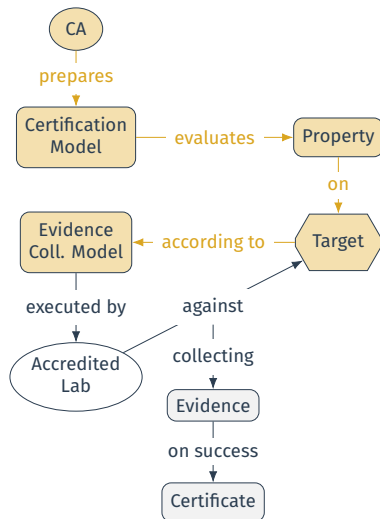 CA
prepares
Certification
Model
evaluates
Property
on
Target
according to
Evidence
Coll. Model
executed by
Accredited
Lab
against
collecting
Evidence
on success
Certificate